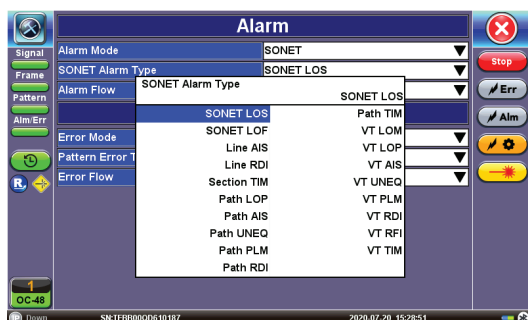 Alarm
Signal
Frame
Pattern
Alm/Err
R
1
OC-48
Alarm Mode SONET
SONET Alarm Type SONET LOS
Alarm Flow
Error Mode
Pattern Error T
Error Flow
SONET Alarm Type
SONET LOS
SONET LOS
SONET LOF
Line AIS
Line RDI
Section TIM
Path LOP
Path AIS
Path UNEQ
Path PLM
Path RDI
Path TIM
VT LOM
VT LOP
VT AIS
VT UNEQ
VT PLM
VT RDI
VT RFI
VT TIM
Stop
Err
Alm
IP Down SN:TFBB00OD610187 2020.07.20 15:28:51